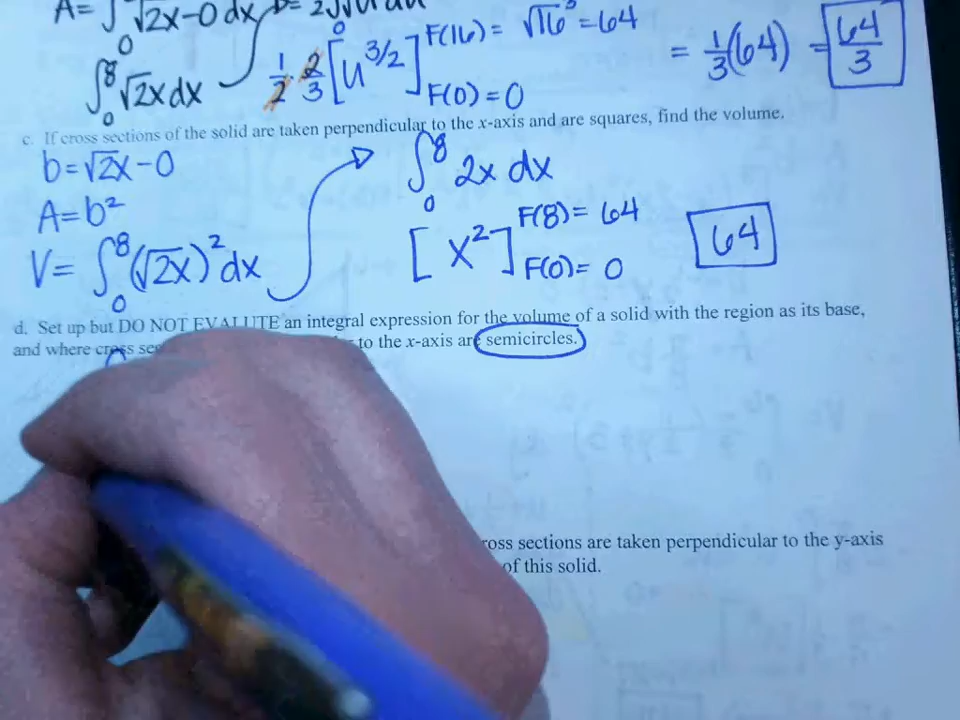 A = ∫ √2x - 0 dx
0
∫₀⁸ √2x dx
1/2 · 2/3 [u^3/2] F(16) = √16³ = 64
F(0) = 0
= 1/3(64) = 64/3
c. If cross sections of the solid are taken perpendicular to the x-axis and are squares, find the volume.
b = √2x - 0
A = b²
V = ∫₀⁸ (√2x)² dx
∫₀⁸ 2x dx
[x²] F(8) = 64
F(0) = 0
64
d. Set up but DO NOT EVALUTE an integral expression for the volume of a solid with the region as its base,
and where cross to the x-axis are semicircles.
cross sections are taken perpendicular to the y-axis
of this solid.